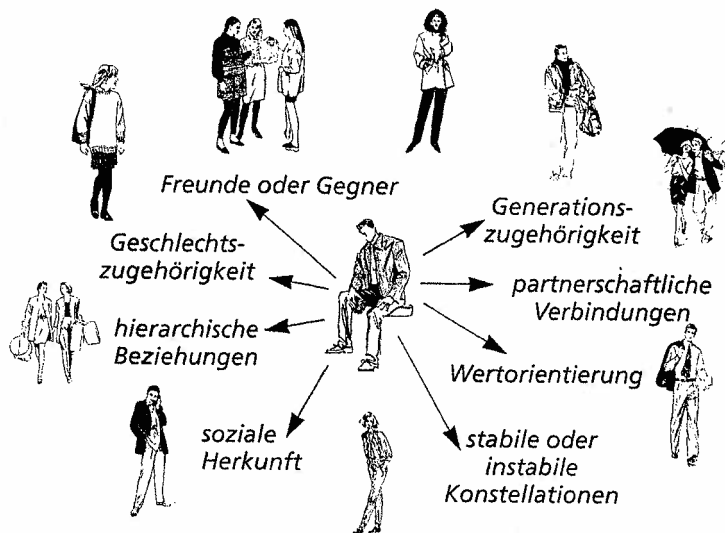 Freunde oder Gegner
Generations-
zugehörigkeit
Geschlechts-
zugehörigkeit
partnerschaftliche
Verbindungen
hierarchische
Beziehungen
Wertorientierung
soziale
Herkunft
stabile oder
instabile
Konstellationen